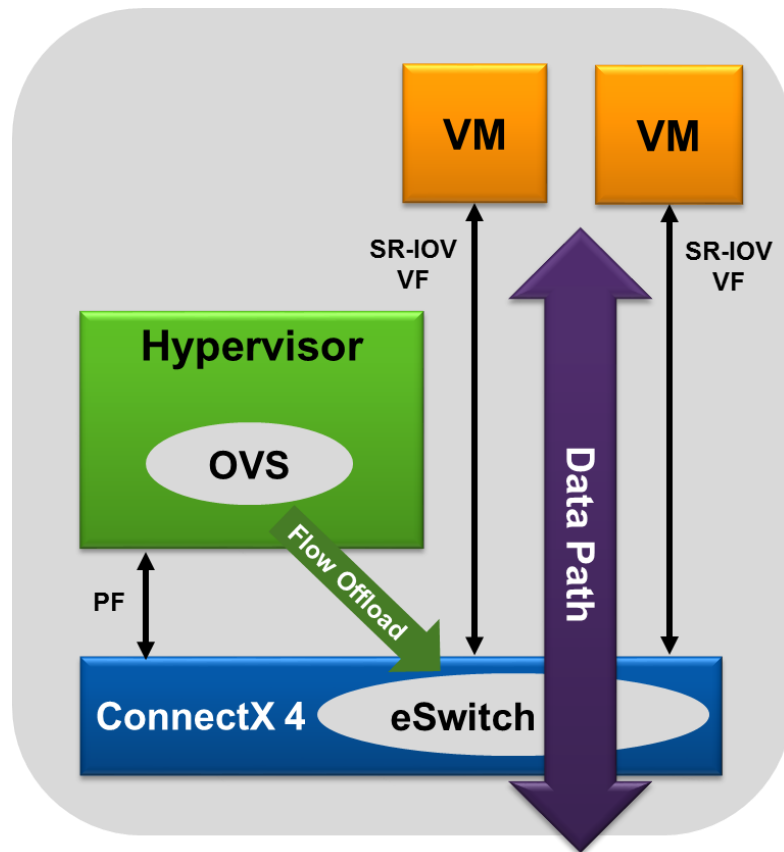 VM
VM
SR-IOV
VF
SR-IOV
VF
Hypervisor
OVS
Flow Offload
Data Path
PF
ConnectX 4
eSwitch